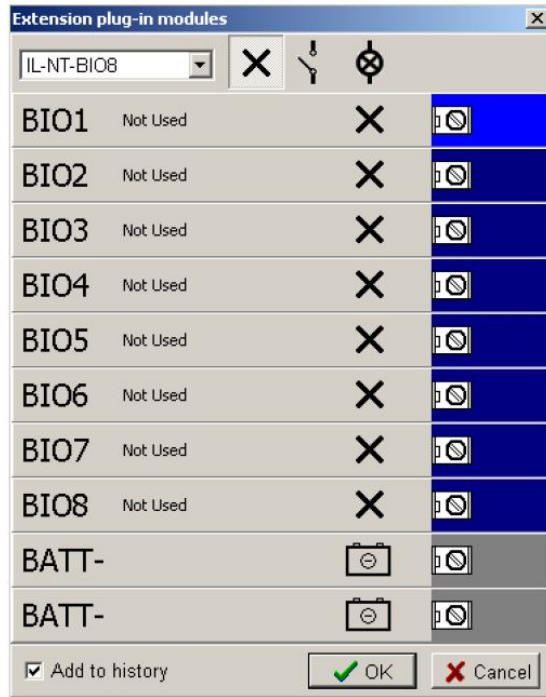 Extension plug-in modules
IL-NT-BIO8
BIO1 Not Used
BIO2 Not Used
BIO3 Not Used
BIO4 Not Used
BIO5 Not Used
BIO6 Not Used
BIO7 Not Used
BIO8 Not Used
BATT-
BATT-
Add to history OK Cancel